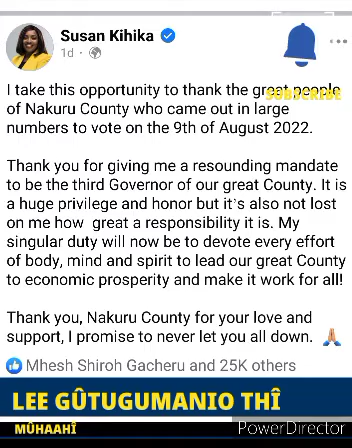 Susan Kihika
1d ·
I take this opportunity to thank the great people
SUBSCRIBE
of Nakuru County who came out in large
numbers to vote on the 9th of August 2022.
Thank you for giving me a resounding mandate
to be the third Governor of our great County. It is
a huge privilege and honor but it's also not lost
on me how great a responsibility it is. My
singular duty will now be to devote every effort
of body, mind and spirit to lead our great County
to economic prosperity and make it work for all!
Thank you, Nakuru County for your love and
support, I promise to never let you all down. 🙏🏽
Mhesh Shiroh Gacheru and 25K others
LEE GÛTUGUMANIO THÎ
MÛHAAHÎ
PowerDirector